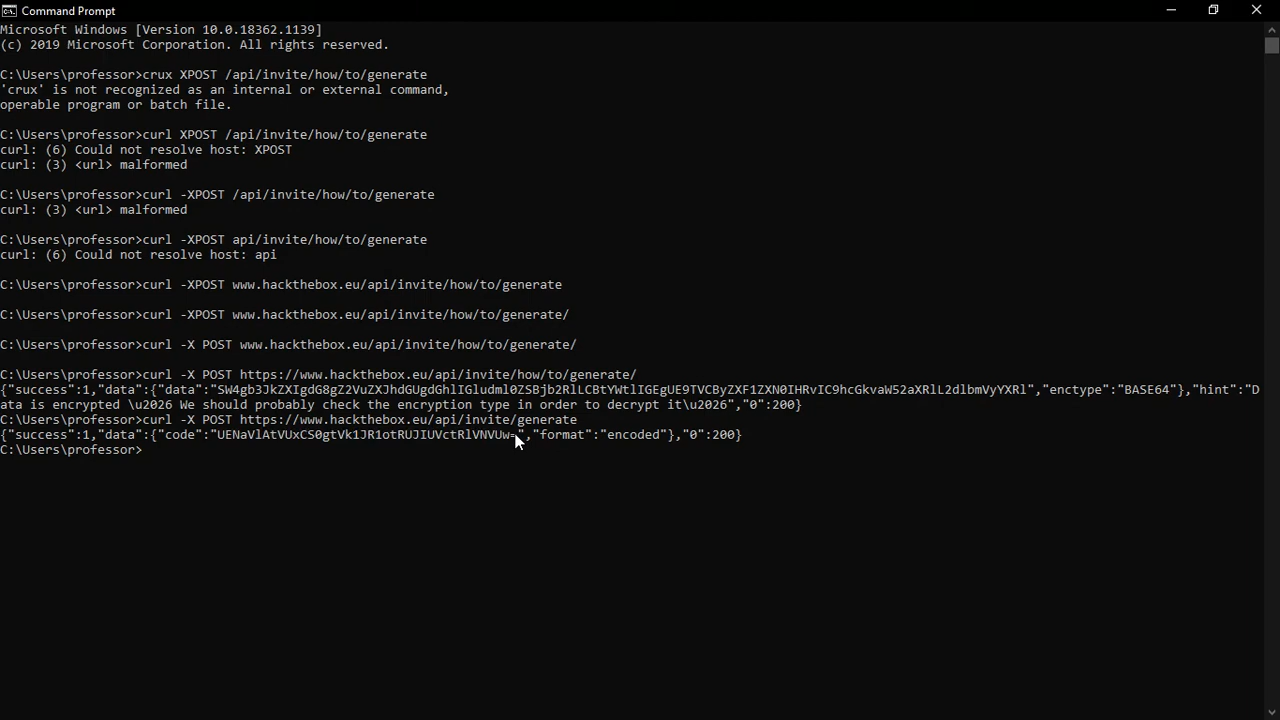 Command Prompt
Microsoft Windows [Version 10.0.18362.1139]
(c) 2019 Microsoft Corporation. All rights reserved.
C:\Users\professor>crux XPOST /api/invite/how/to/generate
'crux' is not recognized as an internal or external command,
operable program or batch file.
C:\Users\professor>curl XPOST /api/invite/how/to/generate
curl: (6) Could not resolve host: XPOST
curl: (3) <url> malformed
C:\Users\professor>curl -XPOST /api/invite/how/to/generate
curl: (3) <url> malformed
C:\Users\professor>curl -XPOST api/invite/how/to/generate
curl: (6) Could not resolve host: api
C:\Users\professor>curl -XPOST www.hackthebox.eu/api/invite/how/to/generate
C:\Users\professor>curl -XPOST www.hackthebox.eu/api/invite/how/to/generate/
C:\Users\professor>curl -X POST www.hackthebox.eu/api/invite/how/to/generate/
C:\Users\professor>curl -X POST https://www.hackthebox.eu/api/invite/how/to/generate/
{"success":1,"data":{"data":"SW4gb3JkZXIgdG8gZ2VuZXJhdGUgdGhlIGludml0ZSBjb2RlLCBtYWtlIGEgUE9TVCByZXF1ZXN0IHRvIC9hcGkvaW52aXRlL2dlbmVyYXRl","enctype":"BASE64"},"hint":"D
ata is encrypted \u2026 We should probably check the encryption type in order to decrypt it\u2026","0":200}
C:\Users\professor>curl -X POST https://www.hackthebox.eu/api/invite/generate
{"success":1,"data":{"code":"UENaVlAtVUxCS0gtVk1JR1otRUJIUVctRlVNVUw=","format":"encoded"},"0":200}
C:\Users\professor>